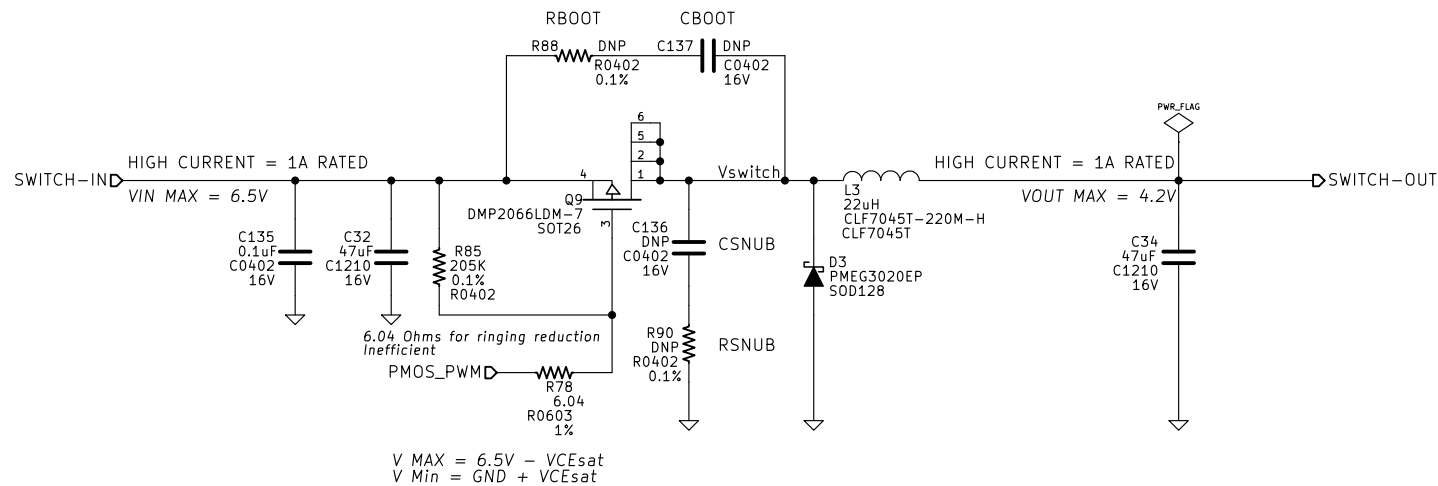 RBOOT
CBOOT
R88
DNP
R0402
0.1%
C137
DNP
C0402
16V
PWR_FLAG
6
5
2
1
4
3
SWITCH-IN
HIGH CURRENT = 1A RATED
VIN MAX = 6.5V
Vswitch
HIGH CURRENT = 1A RATED
VOUT MAX = 4.2V
SWITCH-OUT
Q9
DMP2066LDM-7
SOT26
L3
22uH
CLF7045T-220M-H
CLF7045T
C135
0.1uF
C0402
16V
C32
47uF
C1210
16V
R85
205K
0.1%
R0402
C136
DNP
C0402
16V
CSNUB
D3
PMEG3020EP
SOD128
C34
47uF
C1210
16V
6.04 Ohms for ringing reduction
Inefficient
R90
DNP
R0402
0.1%
RSNUB
PMOS_PWM
R78
6.04
R0603
1%
V MAX = 6.5V - VCEsat
V Min = GND + VCEsat